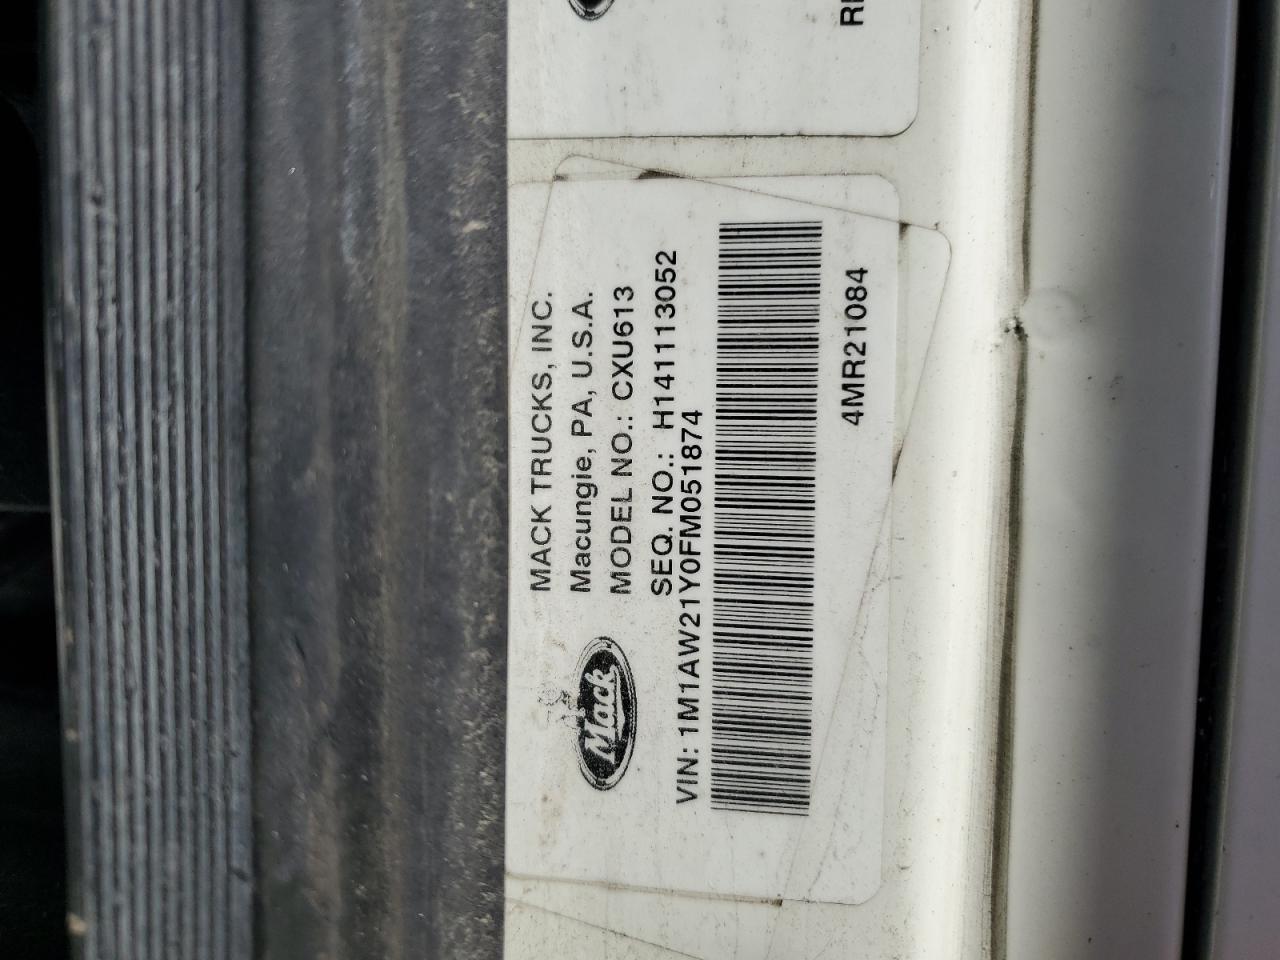 MACK TRUCKS, INC.
Macungie, PA, U.S.A.
MODEL NO.: CXU613
SEQ. NO.: H141113052
Mack
VIN: 1M1AW21Y0FM051874
4MR21084